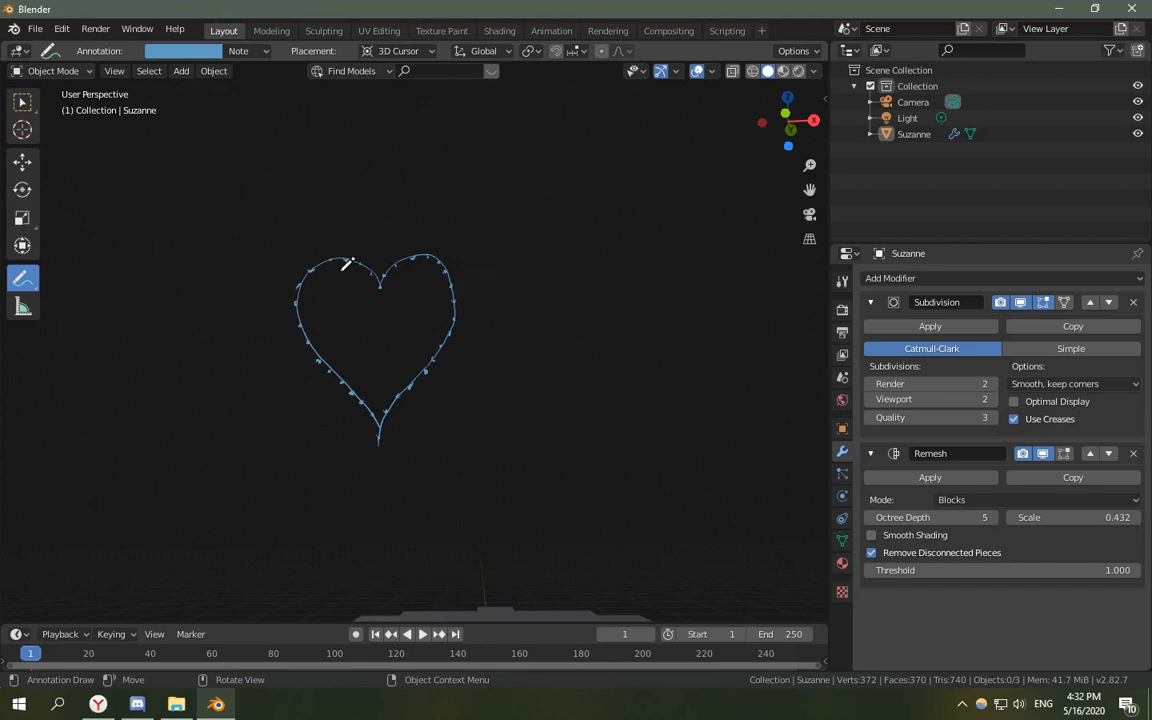 Blender
File Edit Render Window Help Layout Modeling Sculpting UV Editing Texture Paint Shading Animation Rendering Compositing Scripting + Scene View Layer
Annotation: Note Placement: 3D Cursor Global Options
Object Mode View Select Add Object Find Models
User Perspective
(1) Collection | Suzanne
Z
X
Y
Scene Collection
Collection
Camera
Light
Suzanne
Suzanne
Add Modifier
Subdivision
Apply Copy
Catmull-Clark Simple
Subdivisions: Options:
Render 2 Smooth, keep corners
Viewport 2 Optimal Display
Quality 3 Use Creases
Remesh
Apply Copy
Mode: Blocks
Octree Depth 5 Scale 0.432
Smooth Shading
Remove Disconnected Pieces
Threshold 1.000
Playback Keying View Marker 1 Start 1 End 250
1 20 40 60 80 100 120 140 160 180 200 220 240 260
Annotation Draw Move Rotate View Object Context Menu Collection | Suzanne | Verts:372 | Faces:370 | Tris:740 | Objects:0/3 | Mem: 41.7 MiB | v2.82.7
ENG 4:32 PM
5/16/2020 10